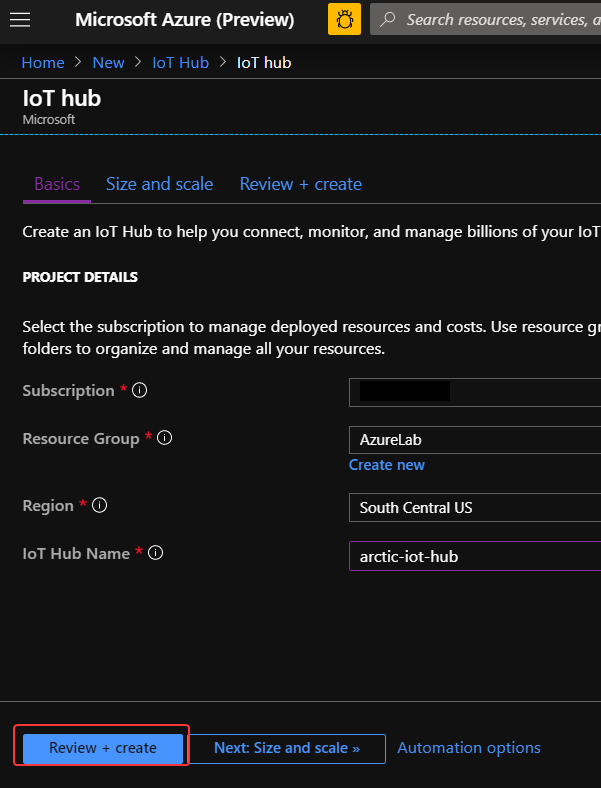 Microsoft Azure (Preview)
Search resources, services, a
Home > New > IoT Hub > IoT hub
IoT hub
Microsoft
Basics Size and scale Review + create
Create an IoT Hub to help you connect, monitor, and manage billions of your IoT
PROJECT DETAILS
Select the subscription to manage deployed resources and costs. Use resource gr
folders to organize and manage all your resources.
Subscription *
Resource Group * AzureLab
Create new
Region * South Central US
IoT Hub Name * arctic-iot-hub
Review + create Next: Size and scale » Automation options